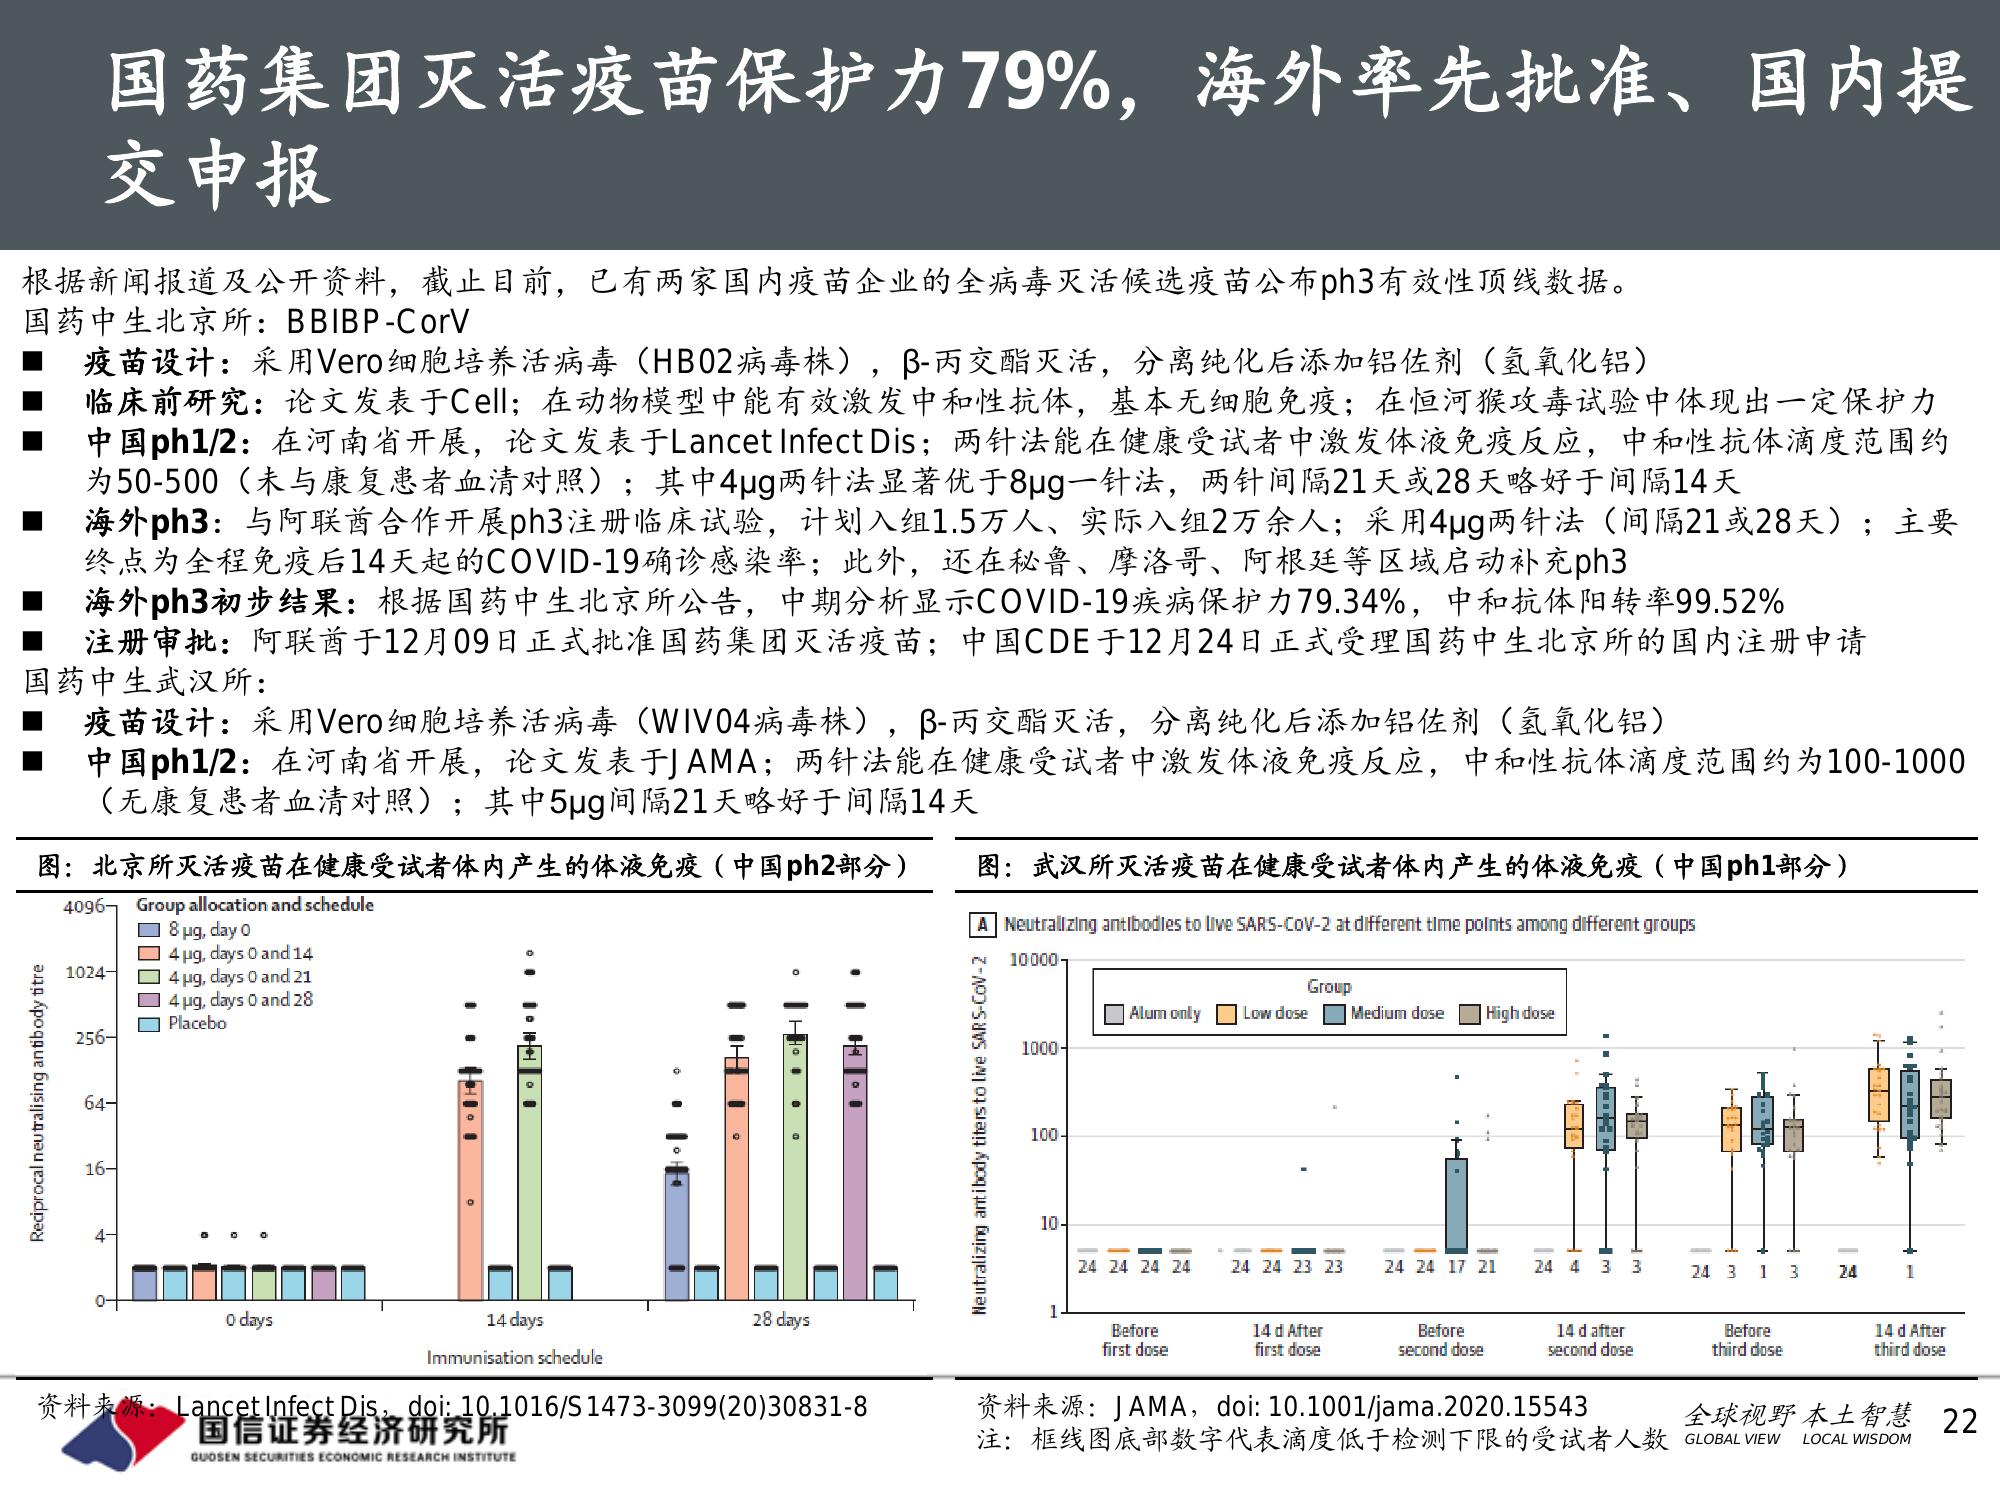 国药集团灭活疫苗保护力79%，海外率先批准、国内提
交申报
根据新闻报道及公开资料，截止目前，已有两家国内疫苗企业的全病毒灭活候选疫苗公布ph3有效性顶线数据。
国药中生北京所：BBIBP-CorV
■ 疫苗设计：采用Vero细胞培养活病毒（HB02病毒株），β-丙交酯灭活，分离纯化后添加铝佐剂（氢氧化铝）
■ 临床前研究：论文发表于Cell；在动物模型中能有效激发中和性抗体，基本无细胞免疫；在恒河猴攻毒试验中体现出一定保护力
■ 中国ph1/2：在河南省开展，论文发表于Lancet Infect Dis；两针法能在健康受试者中激发体液免疫反应，中和性抗体滴度范围约
为50-500（未与康复患者血清对照）；其中4μg两针法显著优于8μg一针法，两针间隔21天或28天略好于间隔14天
■ 海外ph3：与阿联酋合作开展ph3注册临床试验，计划入组1.5万人、实际入组2万余人；采用4μg两针法（间隔21或28天）；主要
终点为全程免疫后14天起的COVID-19确诊感染率；此外，还在秘鲁、摩洛哥、阿根廷等区域启动补充ph3
■ 海外ph3初步结果：根据国药中生北京所公告，中期分析显示COVID-19疾病保护力79.34%，中和抗体阳转率99.52%
■ 注册审批：阿联酋于12月09日正式批准国药集团灭活疫苗；中国CDE于12月24日正式受理国药中生北京所的国内注册申请
国药中生武汉所：
■ 疫苗设计：采用Vero细胞培养活病毒（WIV04病毒株），β-丙交酯灭活，分离纯化后添加铝佐剂（氢氧化铝）
■ 中国ph1/2：在河南省开展，论文发表于JAMA；两针法能在健康受试者中激发体液免疫反应，中和性抗体滴度范围约为100-1000
（无康复患者血清对照）；其中5μg间隔21天略好于间隔14天
图：北京所灭活疫苗在健康受试者体内产生的体液免疫（中国ph2部分）
Group allocation and schedule
8 μg, day 0
4 μg, days 0 and 14
4 μg, days 0 and 21
4 μg, days 0 and 28
Placebo
Reciprocal neutralising antibody titre
4096
1024
256
64
16
4
0
0 days 14 days 28 days
Immunisation schedule
资料来源：Lancet Infect Dis，doi: 10.1016/S1473-3099(20)30831-8
图：武汉所灭活疫苗在健康受试者体内产生的体液免疫（中国ph1部分）
A Neutralizing antibodies to live SARS-CoV-2 at different time points among different groups
Neutralizing antibody titers to live SARS-CoV-2
10000
1000
100
10
1
Group
Alum only Low dose Medium dose High dose
24 24 24 24 24 24 23 23 24 24 17 21 24 4 3 3 24 3 1 3 24 1
Before first dose
14 d After first dose
Before second dose
14 d after second dose
Before third dose
14 d After third dose
资料来源：JAMA，doi: 10.1001/jama.2020.15543
注：框线图底部数字代表滴度低于检测下限的受试者人数
国信证券经济研究所
GUOSEN SECURITIES ECONOMIC RESEARCH INSTITUTE
全球视野 本土智慧
GLOBAL VIEW LOCAL WISDOM
22